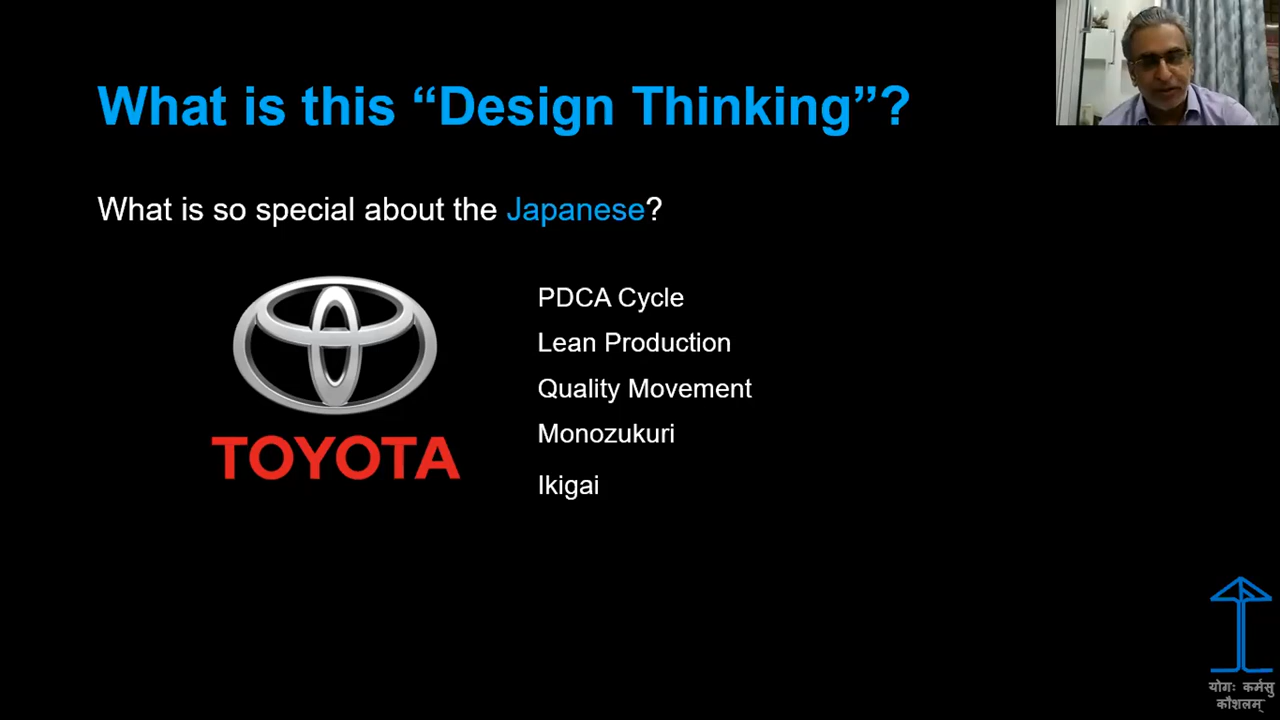 What is this “Design Thinking”?
What is so special about the Japanese?
PDCA Cycle
Lean Production
Quality Movement
Monozukuri
Ikigai
TOYOTA
योगः कर्मसु
कौशलम्